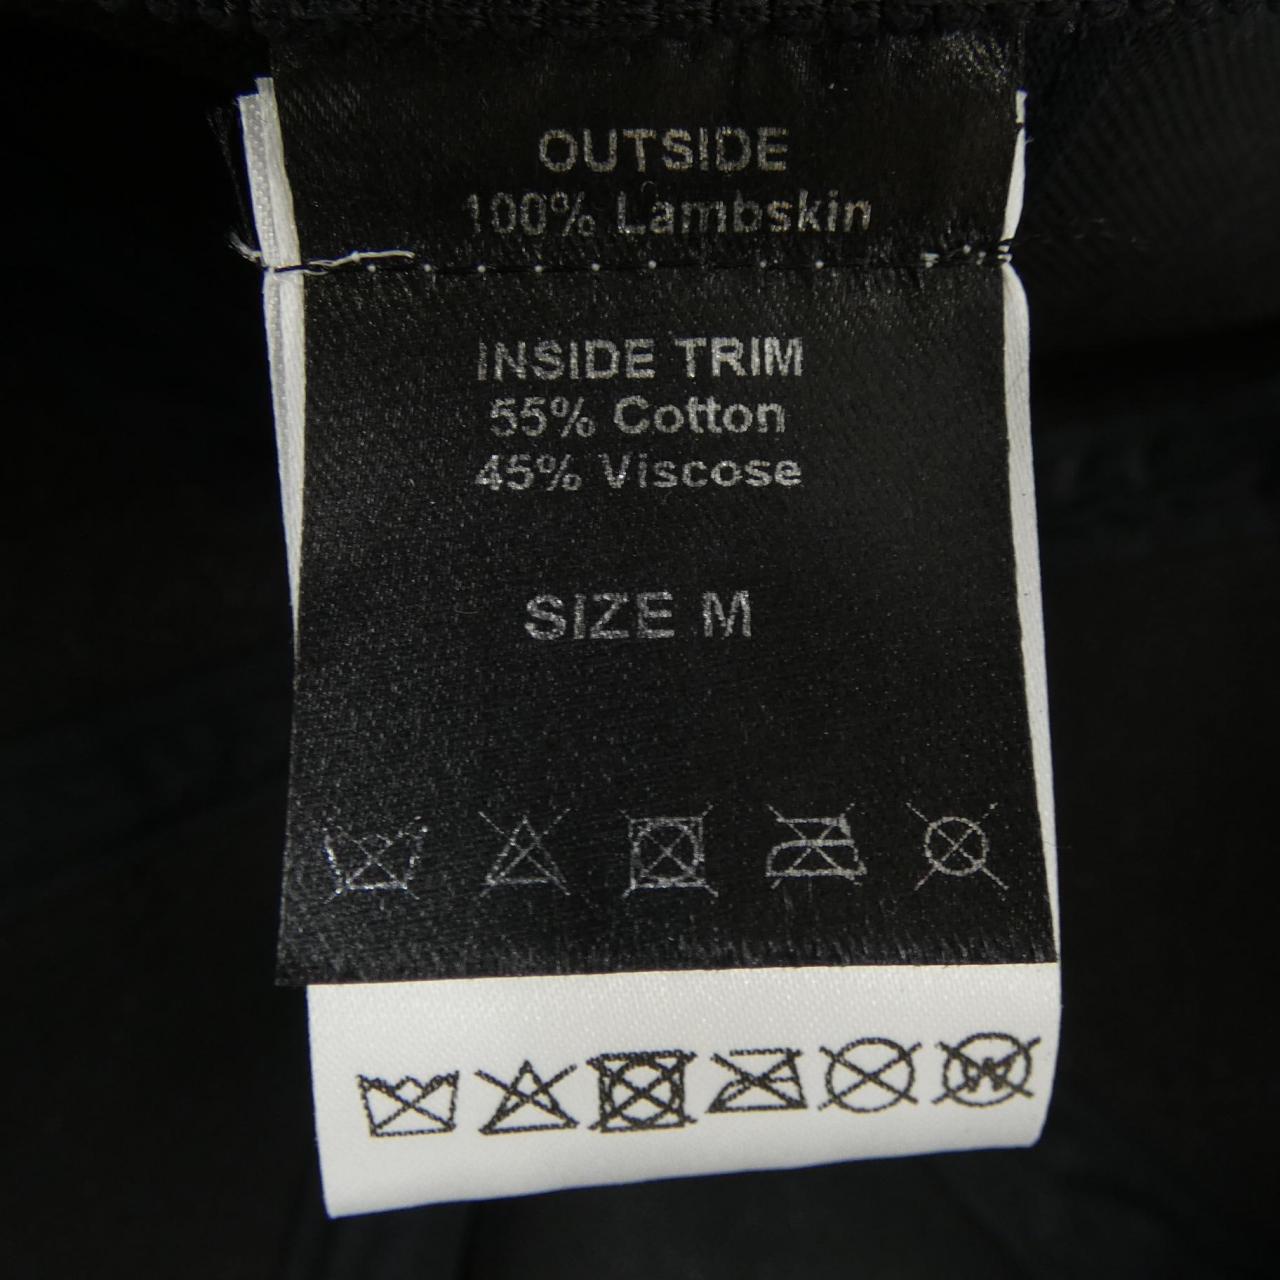 OUTSIDE
100% Lambskin
INSIDE TRIM
55% Cotton
45% Viscose
SIZE M
W